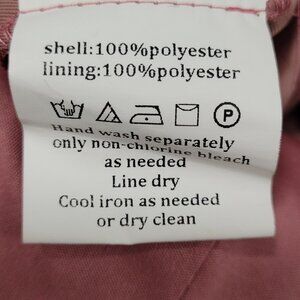 shell:100%polyester
lining:100%polyester
P
Hand wash separately
only non-chlorine bleach
as needed
Line dry
Cool iron as needed
or dry clean